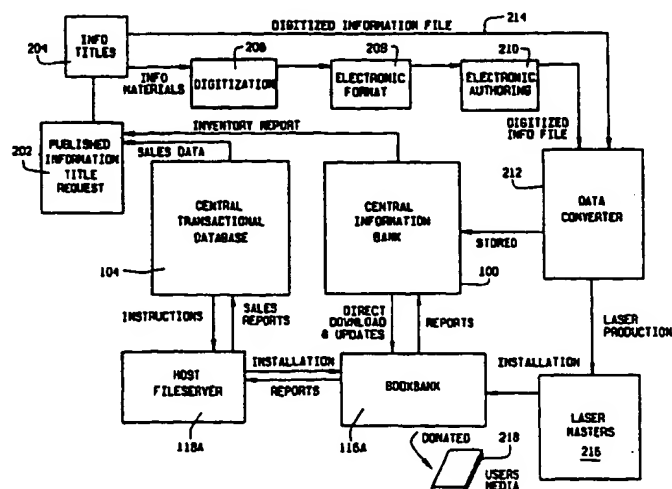 DIGITIZED INFORMATION FILE
214
204
INFO
TITLES
206
208
210
INFO
MATERIALS
DIGITIZATION
ELECTRONIC
FORMAT
ELECTRONIC
AUTHORING
INVENTORY REPORT
DIGITIZED
INFO FILE
202
PUBLISHED
INFORMATION
TITLE
REQUEST
SALES DATA
212
CENTRAL
TRANSACTIONAL
DATABASE
CENTRAL
INFORMATION
BANK
DATA
CONVERTER
STORED
104
100
INSTRUCTIONS
SALES
REPORTS
DIRECT
DOWNLOAD
& UPDATES
REPORTS
LASER
PRODUCTION
HOST
FILESERVER
INSTALLATION
REPORTS
BOOKBANK
INSTALLATION
LASER
MASTERS
216
118A
116A
DONATED
218
USERS
MEDIA